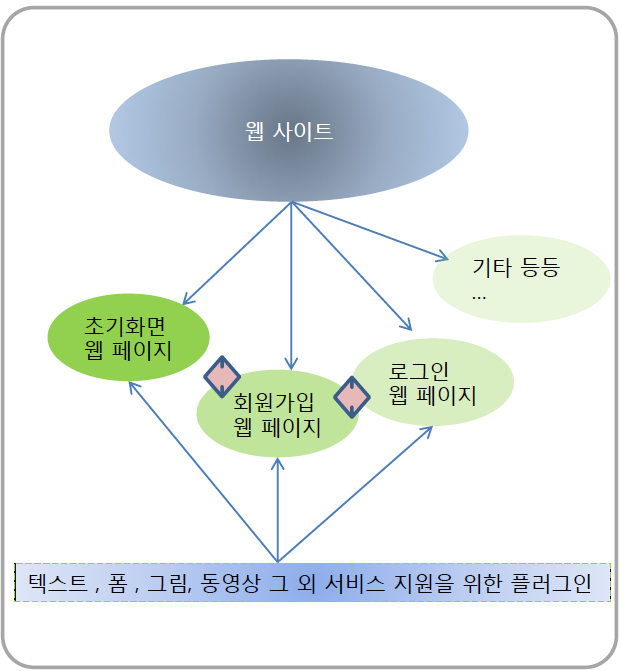 웹 사이트
기타 등등
...
초기화면
웹 페이지
로그인
웹 페이지
회원가입
웹 페이지
텍스트 , 폼 , 그림, 동영상 그 외 서비스 지원을 위한 플러그인